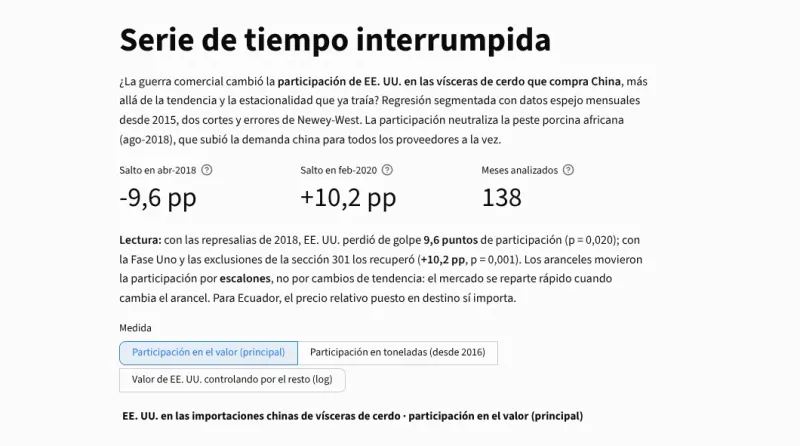 Serie de tiempo interrumpida
¿La guerra comercial cambió la participación de EE. UU. en las vísceras de cerdo que compra China, más
allá de la tendencia y la estacionalidad que ya traía? Regresión segmentada con datos espejo mensuales
desde 2015, dos cortes y errores de Newey-West. La participación neutraliza la peste porcina africana
(ago-2018), que subió la demanda china para todos los proveedores a la vez.
Salto en abr-2018 ?
Salto en feb-2020 ?
Meses analizados ?
-9,6 pp
+10,2 pp
138
Lectura: con las represalias de 2018, EE. UU. perdió de golpe 9,6 puntos de participación (p = 0,020); con
la Fase Uno y las exclusiones de la sección 301 los recuperó (+10,2 pp, p = 0,001). Los aranceles movieron
la participación por escalones, no por cambios de tendencia: el mercado se reparte rápido cuando
cambia el arancel. Para Ecuador, el precio relativo puesto en destino sí importa.
Medida
Participación en el valor (principal)
Participación en toneladas (desde 2016)
Valor de EE. UU. controlando por el resto (log)
EE. UU. en las importaciones chinas de vísceras de cerdo · participación en el valor (principal)